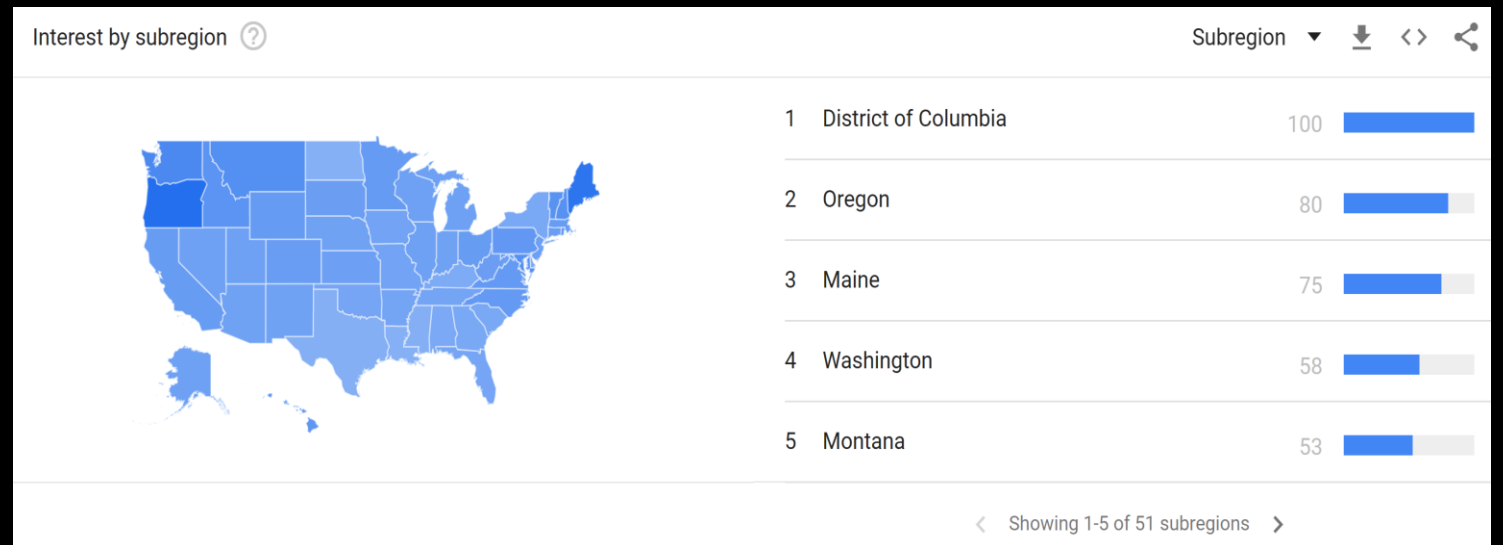 Interest by subregion ?
Subregion
1 District of Columbia 100
2 Oregon 80
3 Maine 75
4 Washington 58
5 Montana 53
Showing 1-5 of 51 subregions